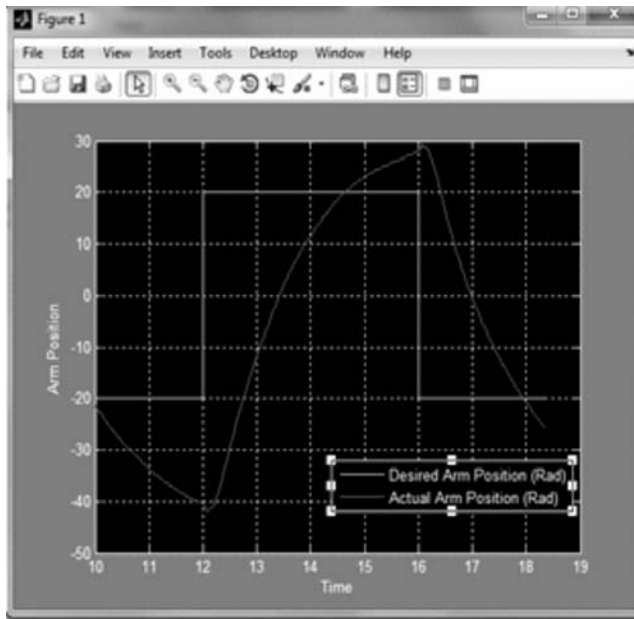 Figure 1
File Edit View Insert Tools Desktop Window Help
30
20
10
0
-10
-20
-30
-40
-50
Arm Position
Desired Arm Position (Rad)
Actual Arm Position (Rad)
10 11 12 13 14 15 16 17 18 19
Time